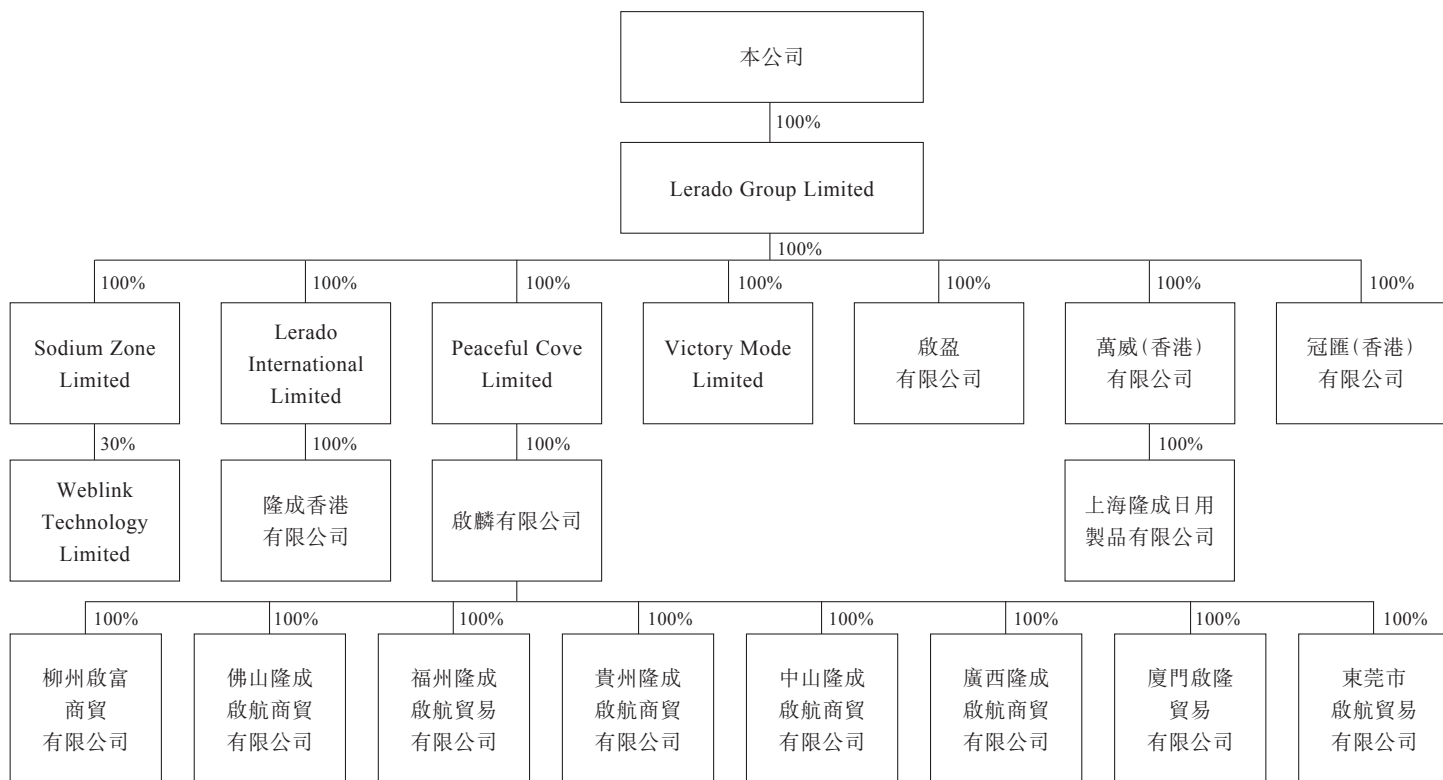 本公司
100%
Lerado Group Limited
100%
100%
100%
100%
100%
100%
100%
100%
Sodium Zone
Limited
Lerado
International
Limited
Peaceful Cove
Limited
Victory Mode
Limited
啟盈
有限公司
萬威(香港)
有限公司
冠匯(香港)
有限公司
30%
100%
100%
100%
Weblink
Technology
Limited
隆成香港
有限公司
啟麟有限公司
上海隆成日用
製品有限公司
100%
100%
100%
100%
100%
100%
100%
100%
柳州啟富
商貿
有限公司
佛山隆成
啟航商貿
有限公司
福州隆成
啟航貿易
有限公司
貴州隆成
啟航商貿
有限公司
中山隆成
啟航商貿
有限公司
廣西隆成
啟航商貿
有限公司
廈門啟隆
貿易
有限公司
東莞市
啟航貿易
有限公司